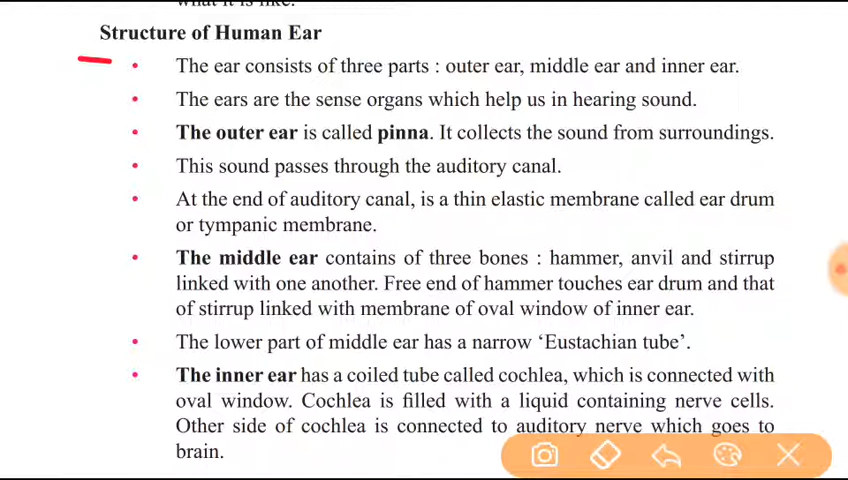 Structure of Human Ear
• The ear consists of three parts : outer ear, middle ear and inner ear.
• The ears are the sense organs which help us in hearing sound.
• The outer ear is called pinna. It collects the sound from surroundings.
• This sound passes through the auditory canal.
• At the end of auditory canal, is a thin elastic membrane called ear drum
or tympanic membrane.
• The middle ear contains of three bones : hammer, anvil and stirrup
linked with one another. Free end of hammer touches ear drum and that
of stirrup linked with membrane of oval window of inner ear.
• The lower part of middle ear has a narrow ‘Eustachian tube’.
• The inner ear has a coiled tube called cochlea, which is connected with
oval window. Cochlea is filled with a liquid containing nerve cells.
Other side of cochlea is connected to auditory nerve which goes to
brain.